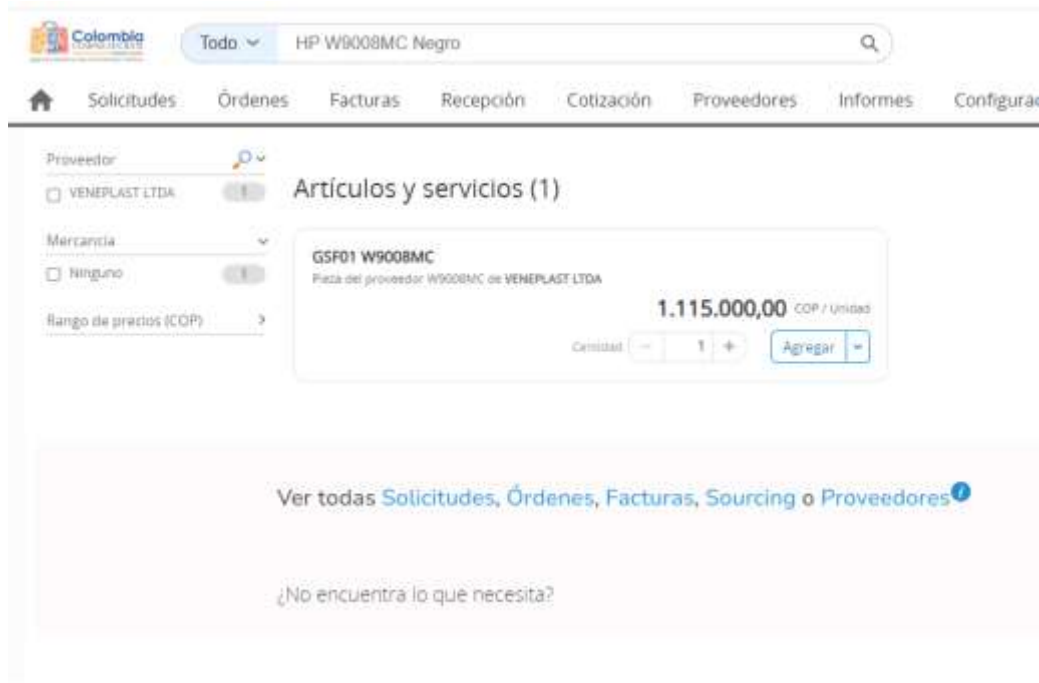 Colombia
Todo
HP W9008MC Negro
Solicitudes Órdenes Facturas Recepción Cotización Proveedores Informes Configurac
Proveedor
VENEPLAST LTDA 1
Mercancía
Ninguno 1
Rango de precios (COP)
Artículos y servicios (1)
GSF01 W9008MC
Pieza del proveedor W9008MC de VENEPLAST LTDA
1.115.000,00 COP / Unidad
Cantidad − 1 + Agregar
Ver todas Solicitudes, Órdenes, Facturas, Sourcing o Proveedores i
¿No encuentra lo que necesita?